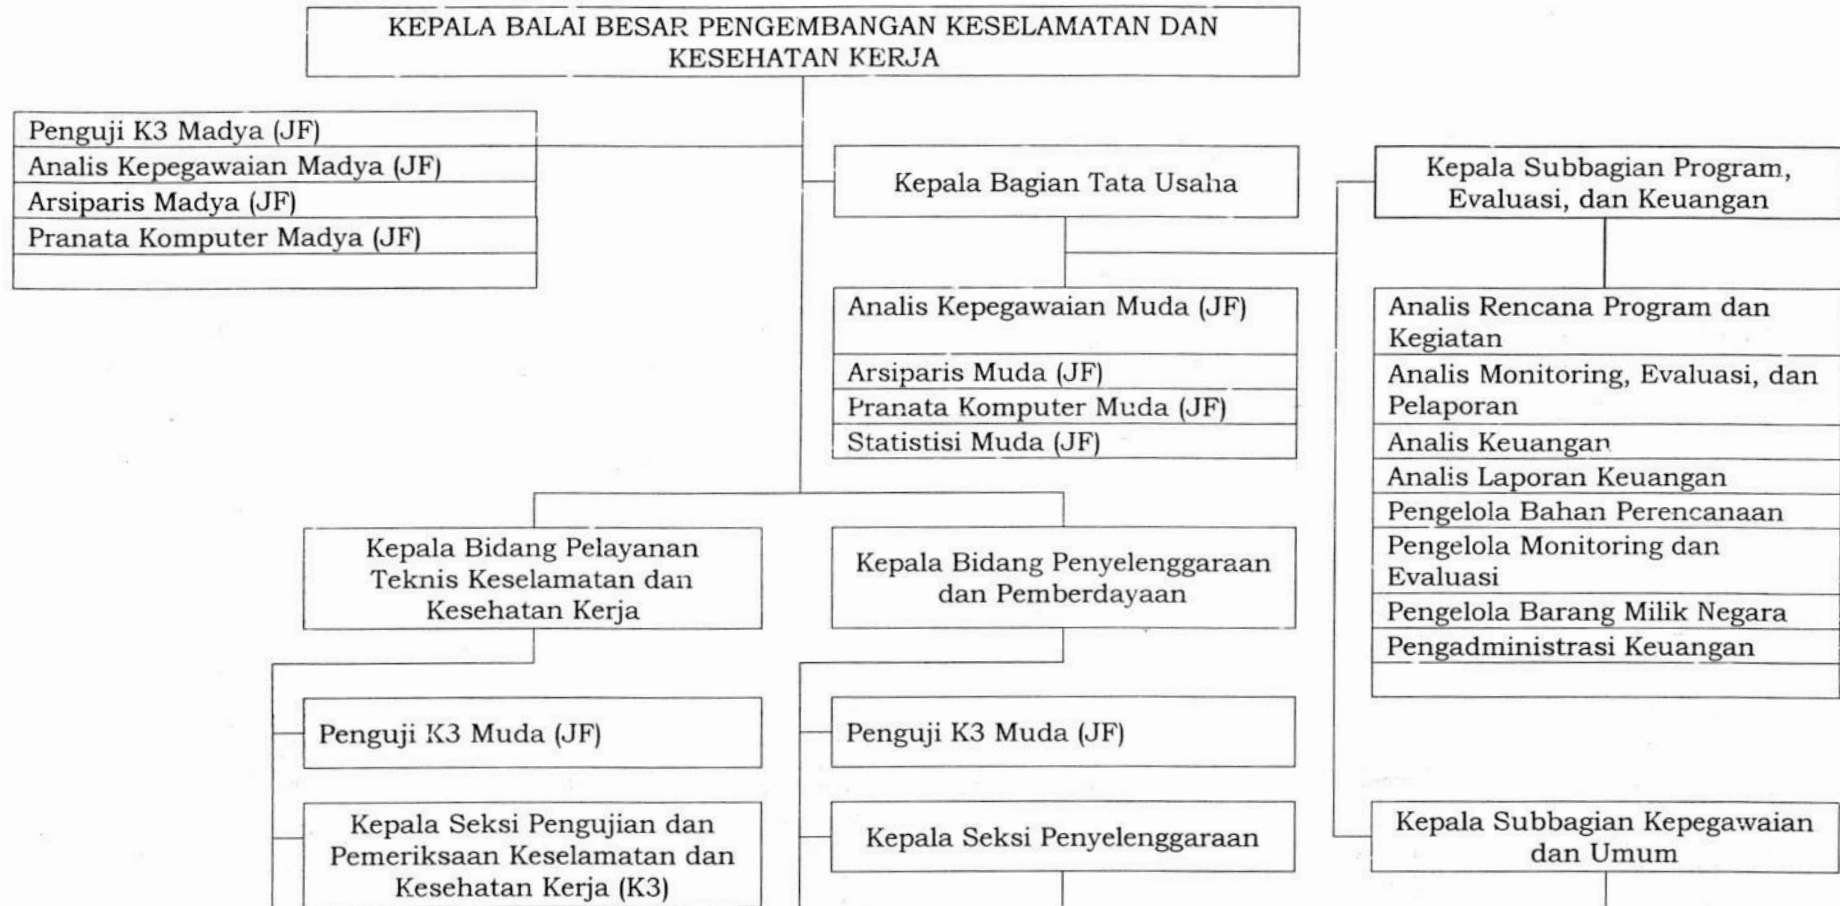 KEPALA BALAI BESAR PENGEMBANGAN KESELAMATAN DAN
KESEHATAN KERJA
Penguji K3 Madya (JF)
Analis Kepegawaian Madya (JF)
Arsiparis Madya (JF)
Pranata Komputer Madya (JF)
Kepala Bagian Tata Usaha
Analis Kepegawaian Muda (JF)
Arsiparis Muda (JF)
Pranata Komputer Muda (JF)
Statistisi Muda (JF)
Kepala Subbagian Program,
Evaluasi, dan Keuangan
Analis Rencana Program dan
Kegiatan
Analis Monitoring, Evaluasi, dan
Pelaporan
Analis Keuangan
Analis Laporan Keuangan
Pengelola Bahan Perencanaan
Pengelola Monitoring dan
Evaluasi
Pengelola Barang Milik Negara
Pengadministrasi Keuangan
Kepala Bidang Pelayanan
Teknis Keselamatan dan
Kesehatan Kerja
Penguji K3 Muda (JF)
Kepala Seksi Pengujian dan
Pemeriksaan Keselamatan dan
Kesehatan Kerja (K3)
Kepala Bidang Penyelenggaraan
dan Pemberdayaan
Penguji K3 Muda (JF)
Kepala Seksi Penyelenggaraan
Kepala Subbagian Kepegawaian
dan Umum